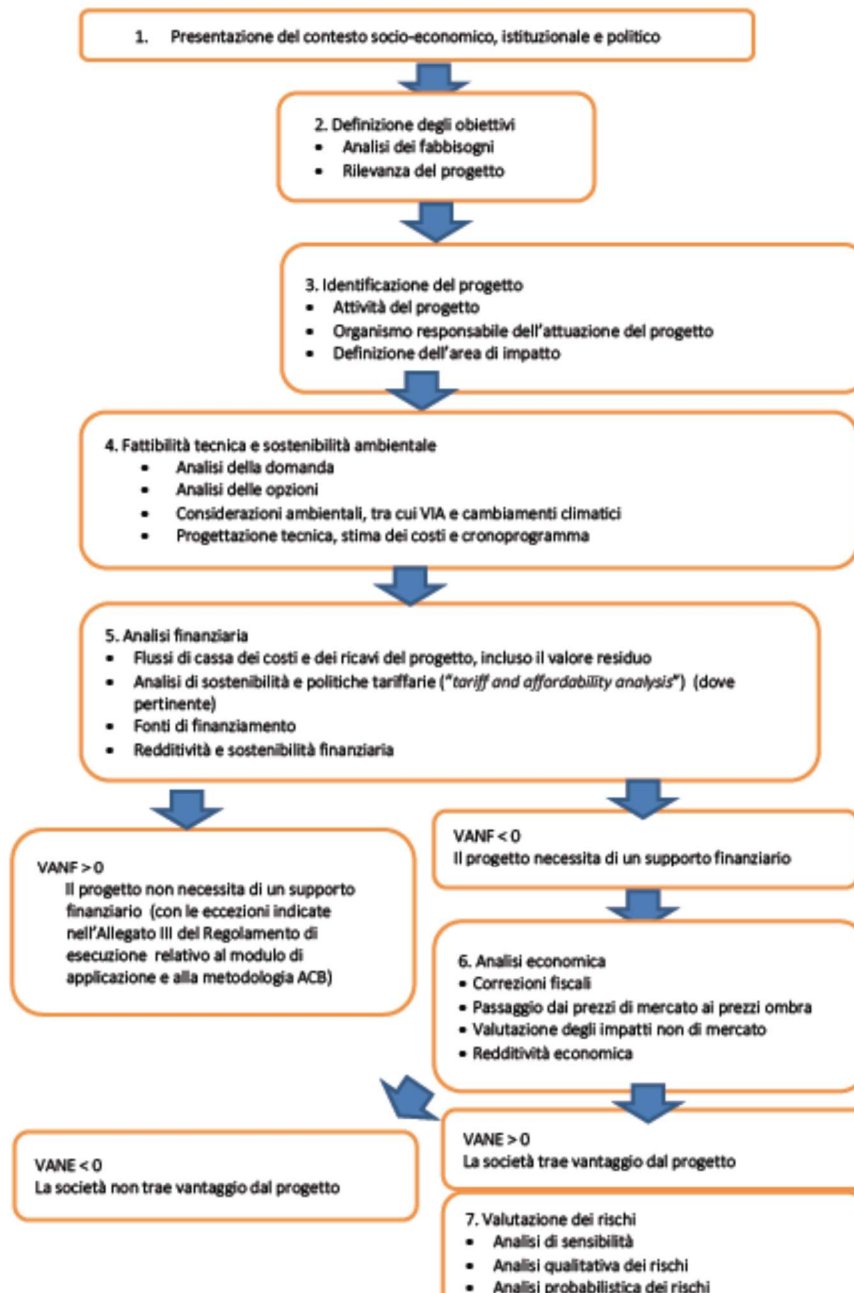 1. Presentazione del contesto socio-economico, istituzionale e politico
2. Definizione degli obiettivi
• Analisi dei fabbisogni
• Rilevanza del progetto
3. Identificazione del progetto
• Attività del progetto
• Organismo responsabile dell'attuazione del progetto
• Definizione dell'area di impatto
4. Fattibilità tecnica e sostenibilità ambientale
• Analisi della domanda
• Analisi delle opzioni
• Considerazioni ambientali, tra cui VIA e cambiamenti climatici
• Progettazione tecnica, stima dei costi e cronoprogramma
5. Analisi finanziaria
• Flussi di cassa dei costi e dei ricavi del progetto, incluso il valore residuo
• Analisi di sostenibilità e politiche tariffarie ("tariff and affordability analysis") (dove
pertinente)
• Fonti di finanziamento
• Redditività e sostenibilità finanziaria
VANF > 0
Il progetto non necessita di un supporto
finanziario (con le eccezioni indicate
nell'Allegato III del Regolamento di
esecuzione relativo al modulo di
applicazione e alla metodologia ACB)
VANF < 0
Il progetto necessita di un supporto finanziario
6. Analisi economica
• Correzioni fiscali
• Passaggio dai prezzi di mercato ai prezzi ombra
• Valutazione degli impatti non di mercato
• Redditività economica
VANE < 0
La società non trae vantaggio dal progetto
VANE > 0
La società trae vantaggio dal progetto
7. Valutazione dei rischi
• Analisi di sensibilità
• Analisi qualitativa dei rischi
• Analisi probabilistica dei rischi